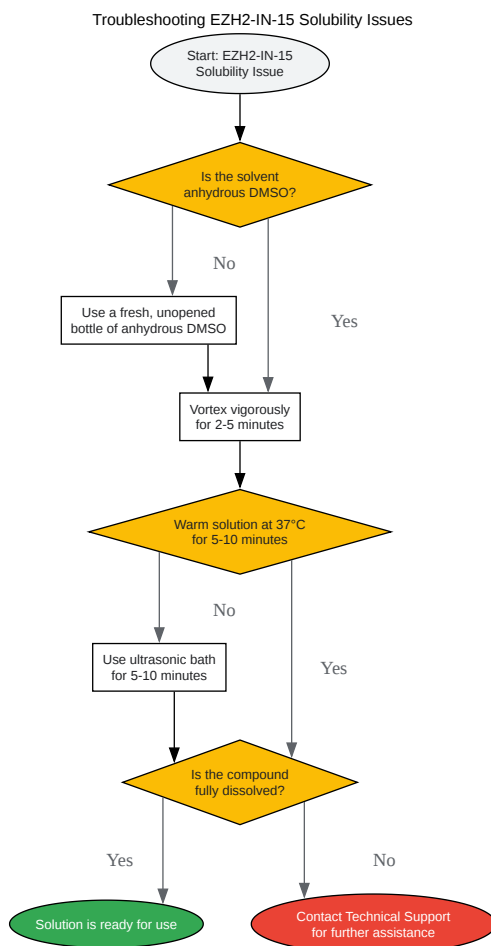 Troubleshooting EZH2-IN-15 Solubility Issues
Start: EZH2-IN-15
Solubility Issue
Is the solvent
anhydrous DMSO?
No
Use a fresh, unopened
bottle of anhydrous DMSO
Yes
Vortex vigorously
for 2-5 minutes
Warm solution at 37°C
for 5-10 minutes
No
Use ultrasonic bath
for 5-10 minutes
Yes
Is the compound
fully dissolved?
Yes
No
Solution is ready for use
Contact Technical Support
for further assistance